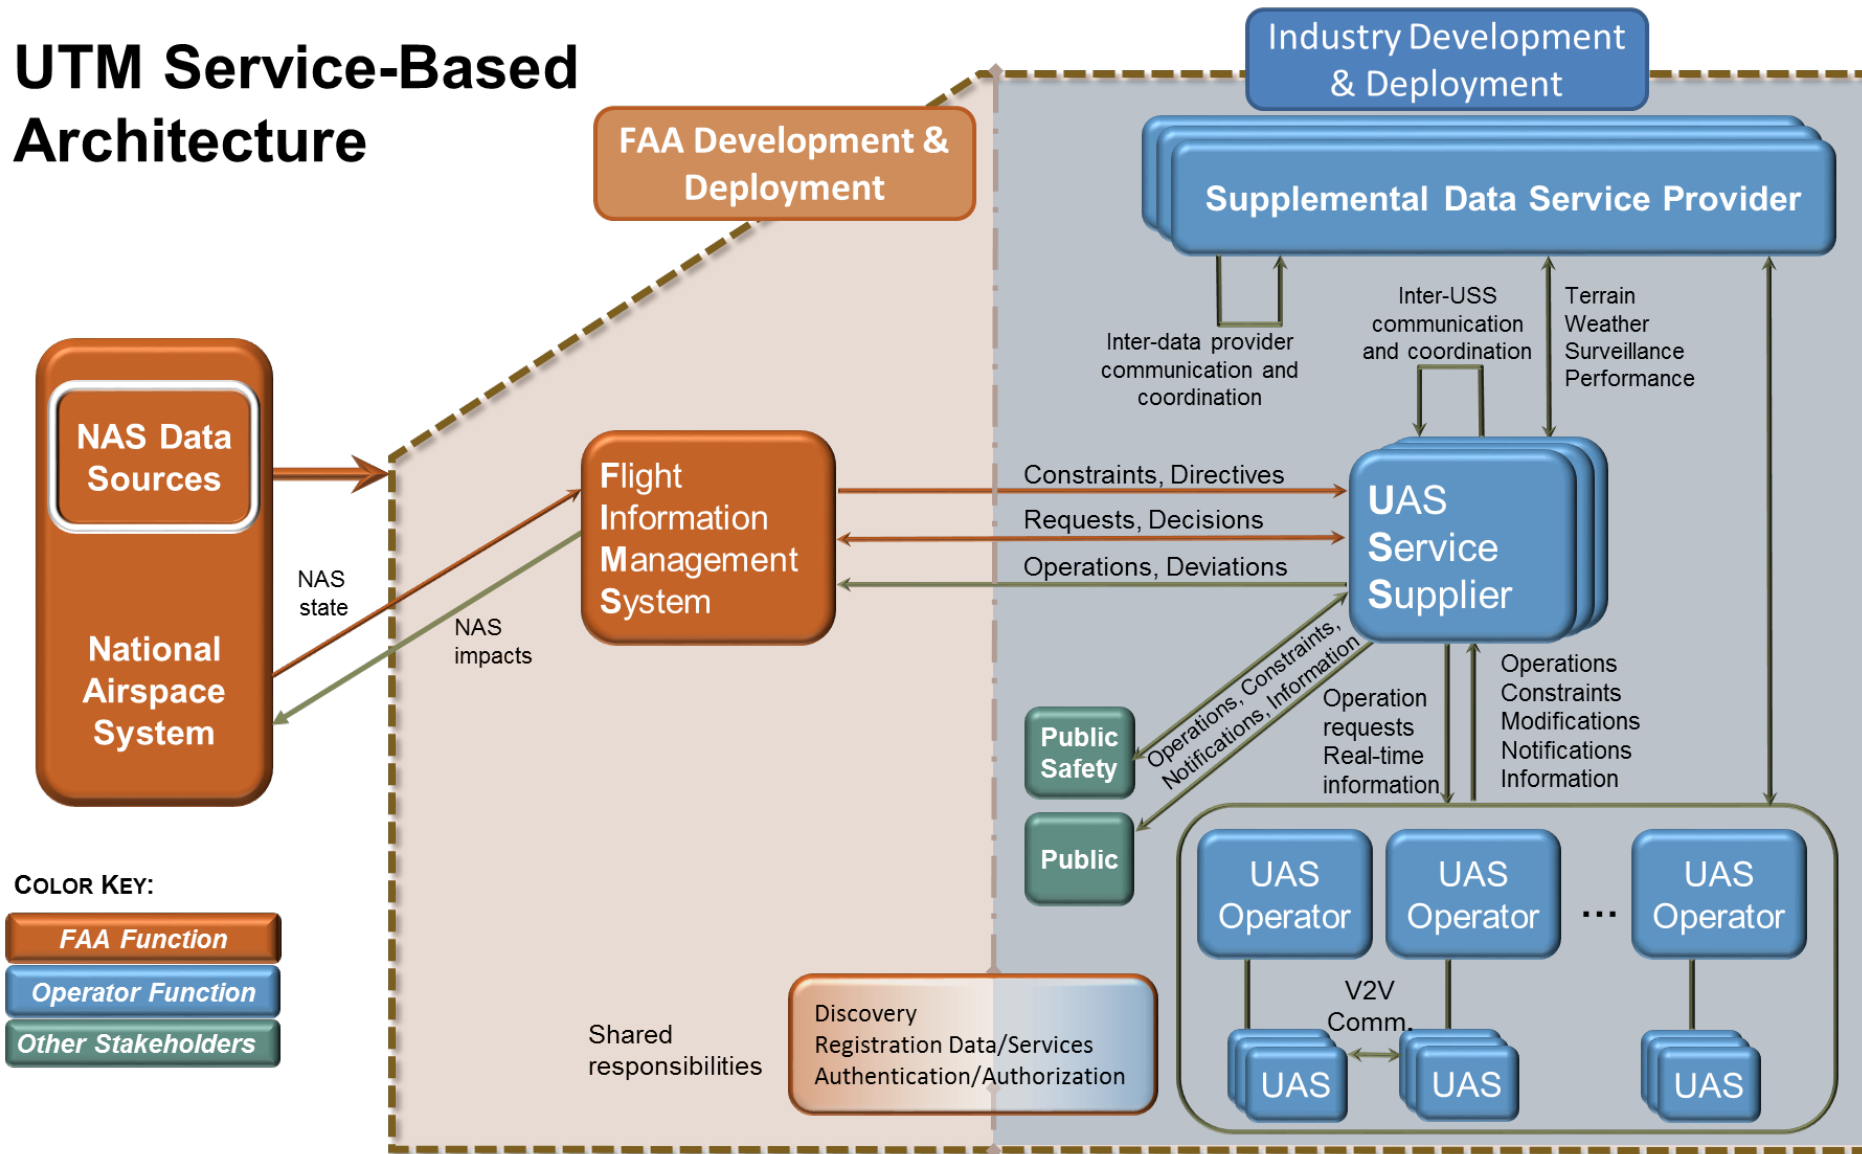 UTM Service-Based
Architecture
FAA Development &
Deployment
Industry Development
& Deployment
Supplemental Data Service Provider
Inter-data provider
communication and
coordination
Inter-USS
communication
and coordination
Terrain
Weather
Surveillance
Performance
NAS Data
Sources
National
Airspace
System
NAS
state
NAS
impacts
Flight
Information
Management
System
Constraints, Directives
Requests, Decisions
Operations, Deviations
UAS
Service
Supplier
Operations, Constraints,
Notifications, Information
Public
Safety
Public
Operation
requests
Real-time
information
Operations
Constraints
Modifications
Notifications
Information
UAS
Operator
UAS
Operator
...
UAS
Operator
V2V
Comm.
UAS
UAS
UAS
COLOR KEY:
FAA Function
Operator Function
Other Stakeholders
Shared
responsibilities
Discovery
Registration Data/Services
Authentication/Authorization